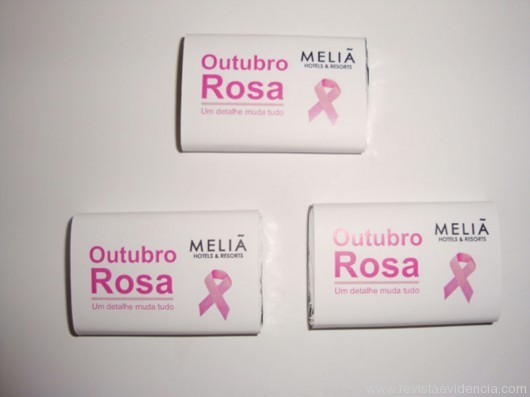 Outubro
Rosa
Um detalhe muda tudo
MELIÃ
HOTELS & RESORTS
Outubro
Rosa
Um detalhe muda tudo
MELIÃ
HOTELS & RESORTS
Outubro
Rosa
Um detalhe muda tudo
MELIÃ
HOTELS & RESORTS
www.revistaevidencia.com